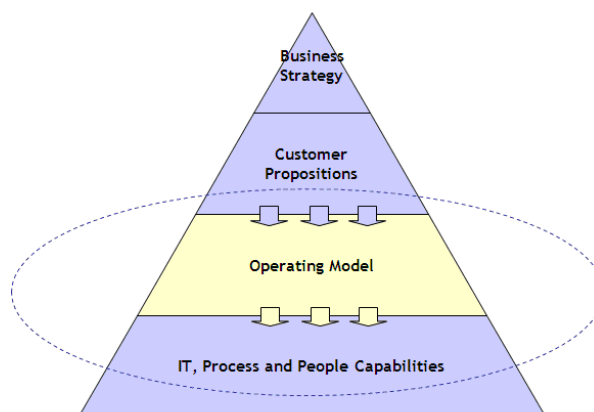 Business
Strategy
Customer
Propositions
Operating Model
IT, Process and People Capabilities